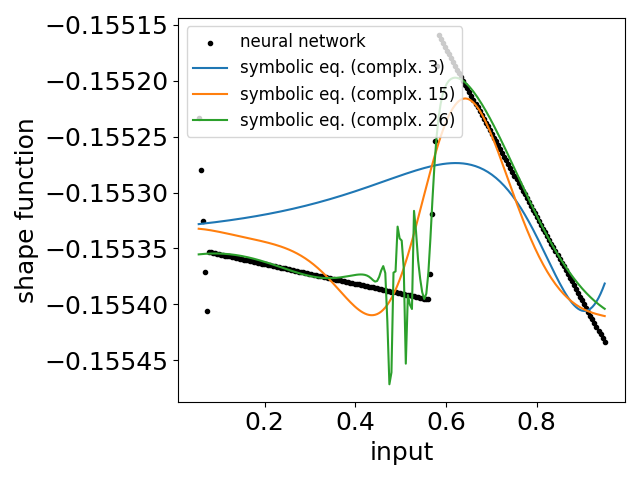 −0.15515
−0.15520
−0.15525
−0.15530
−0.15535
−0.15540
−0.15545
shape function
neural network
symbolic eq. (complx. 3)
symbolic eq. (complx. 15)
symbolic eq. (complx. 26)
0.2 0.4 0.6 0.8
input